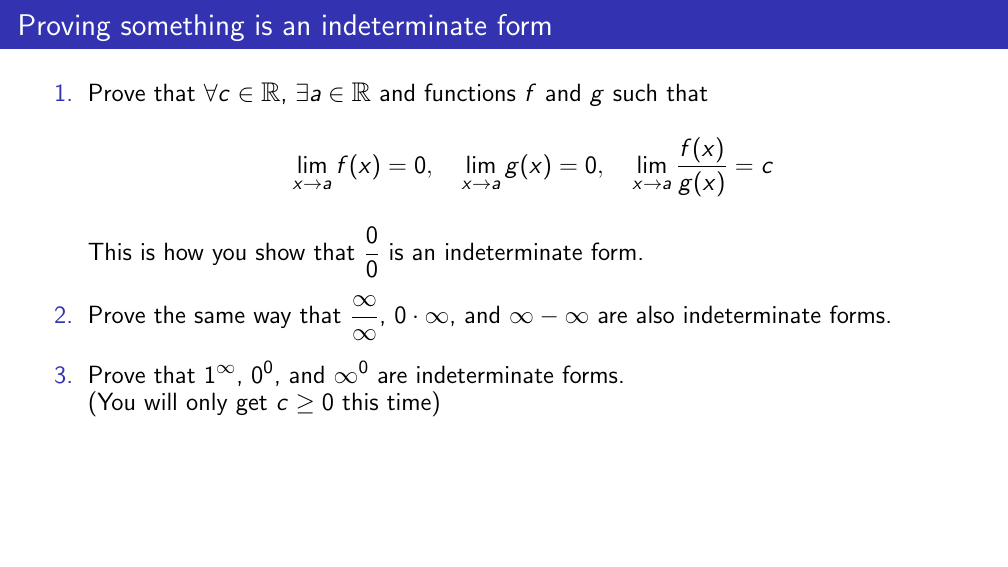 Proving something is an indeterminate form
1. Prove that ∀c ∈ ℝ, ∃a ∈ ℝ and functions f and g such that
lim_{x→a} f(x) = 0, lim_{x→a} g(x) = 0, lim_{x→a} f(x)/g(x) = c
This is how you show that 0/0 is an indeterminate form.
2. Prove the same way that ∞/∞, 0 · ∞, and ∞ − ∞ are also indeterminate forms.
3. Prove that 1^∞, 0^0, and ∞^0 are indeterminate forms.
(You will only get c ≥ 0 this time)